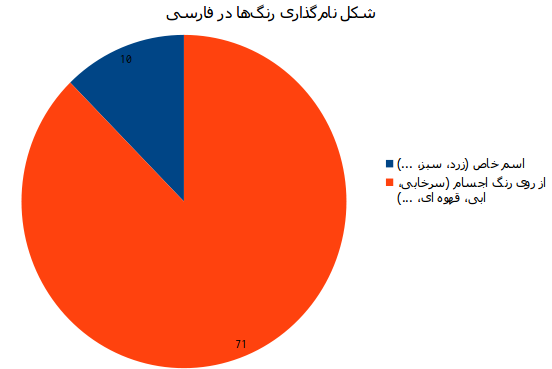 شکل نام‌گذاری رنگ‌ها در فارسی
10
71
اسم خاص (زرد، سبز، ...)
از روی رنگ اجسام (سرخابی،
ابی، قهوه ای، ...)